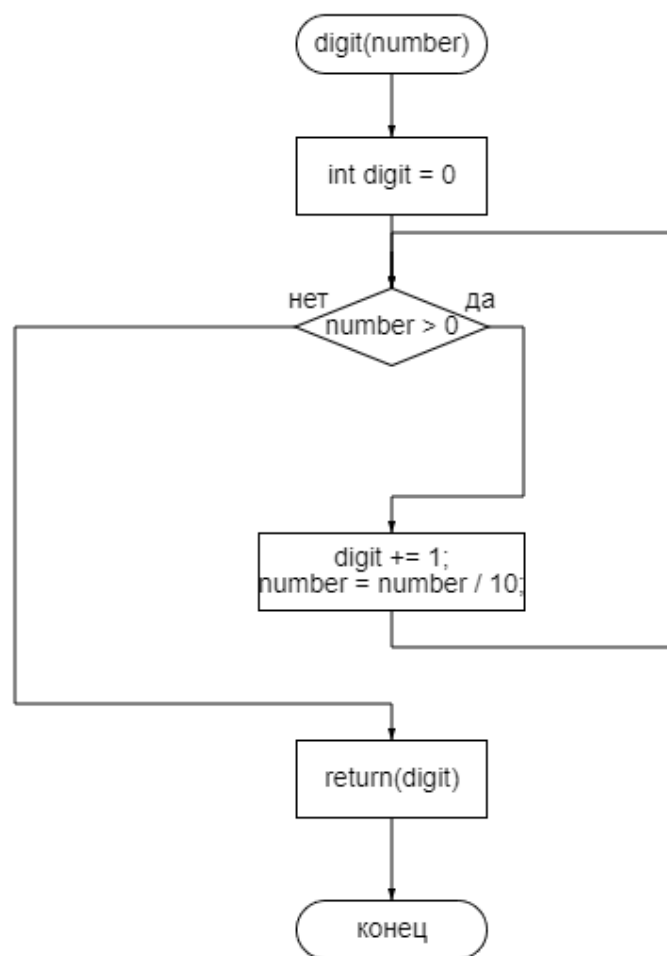 digit(number)
int digit = 0
нет
да
number > 0
digit += 1;
number = number / 10;
return(digit)
конец